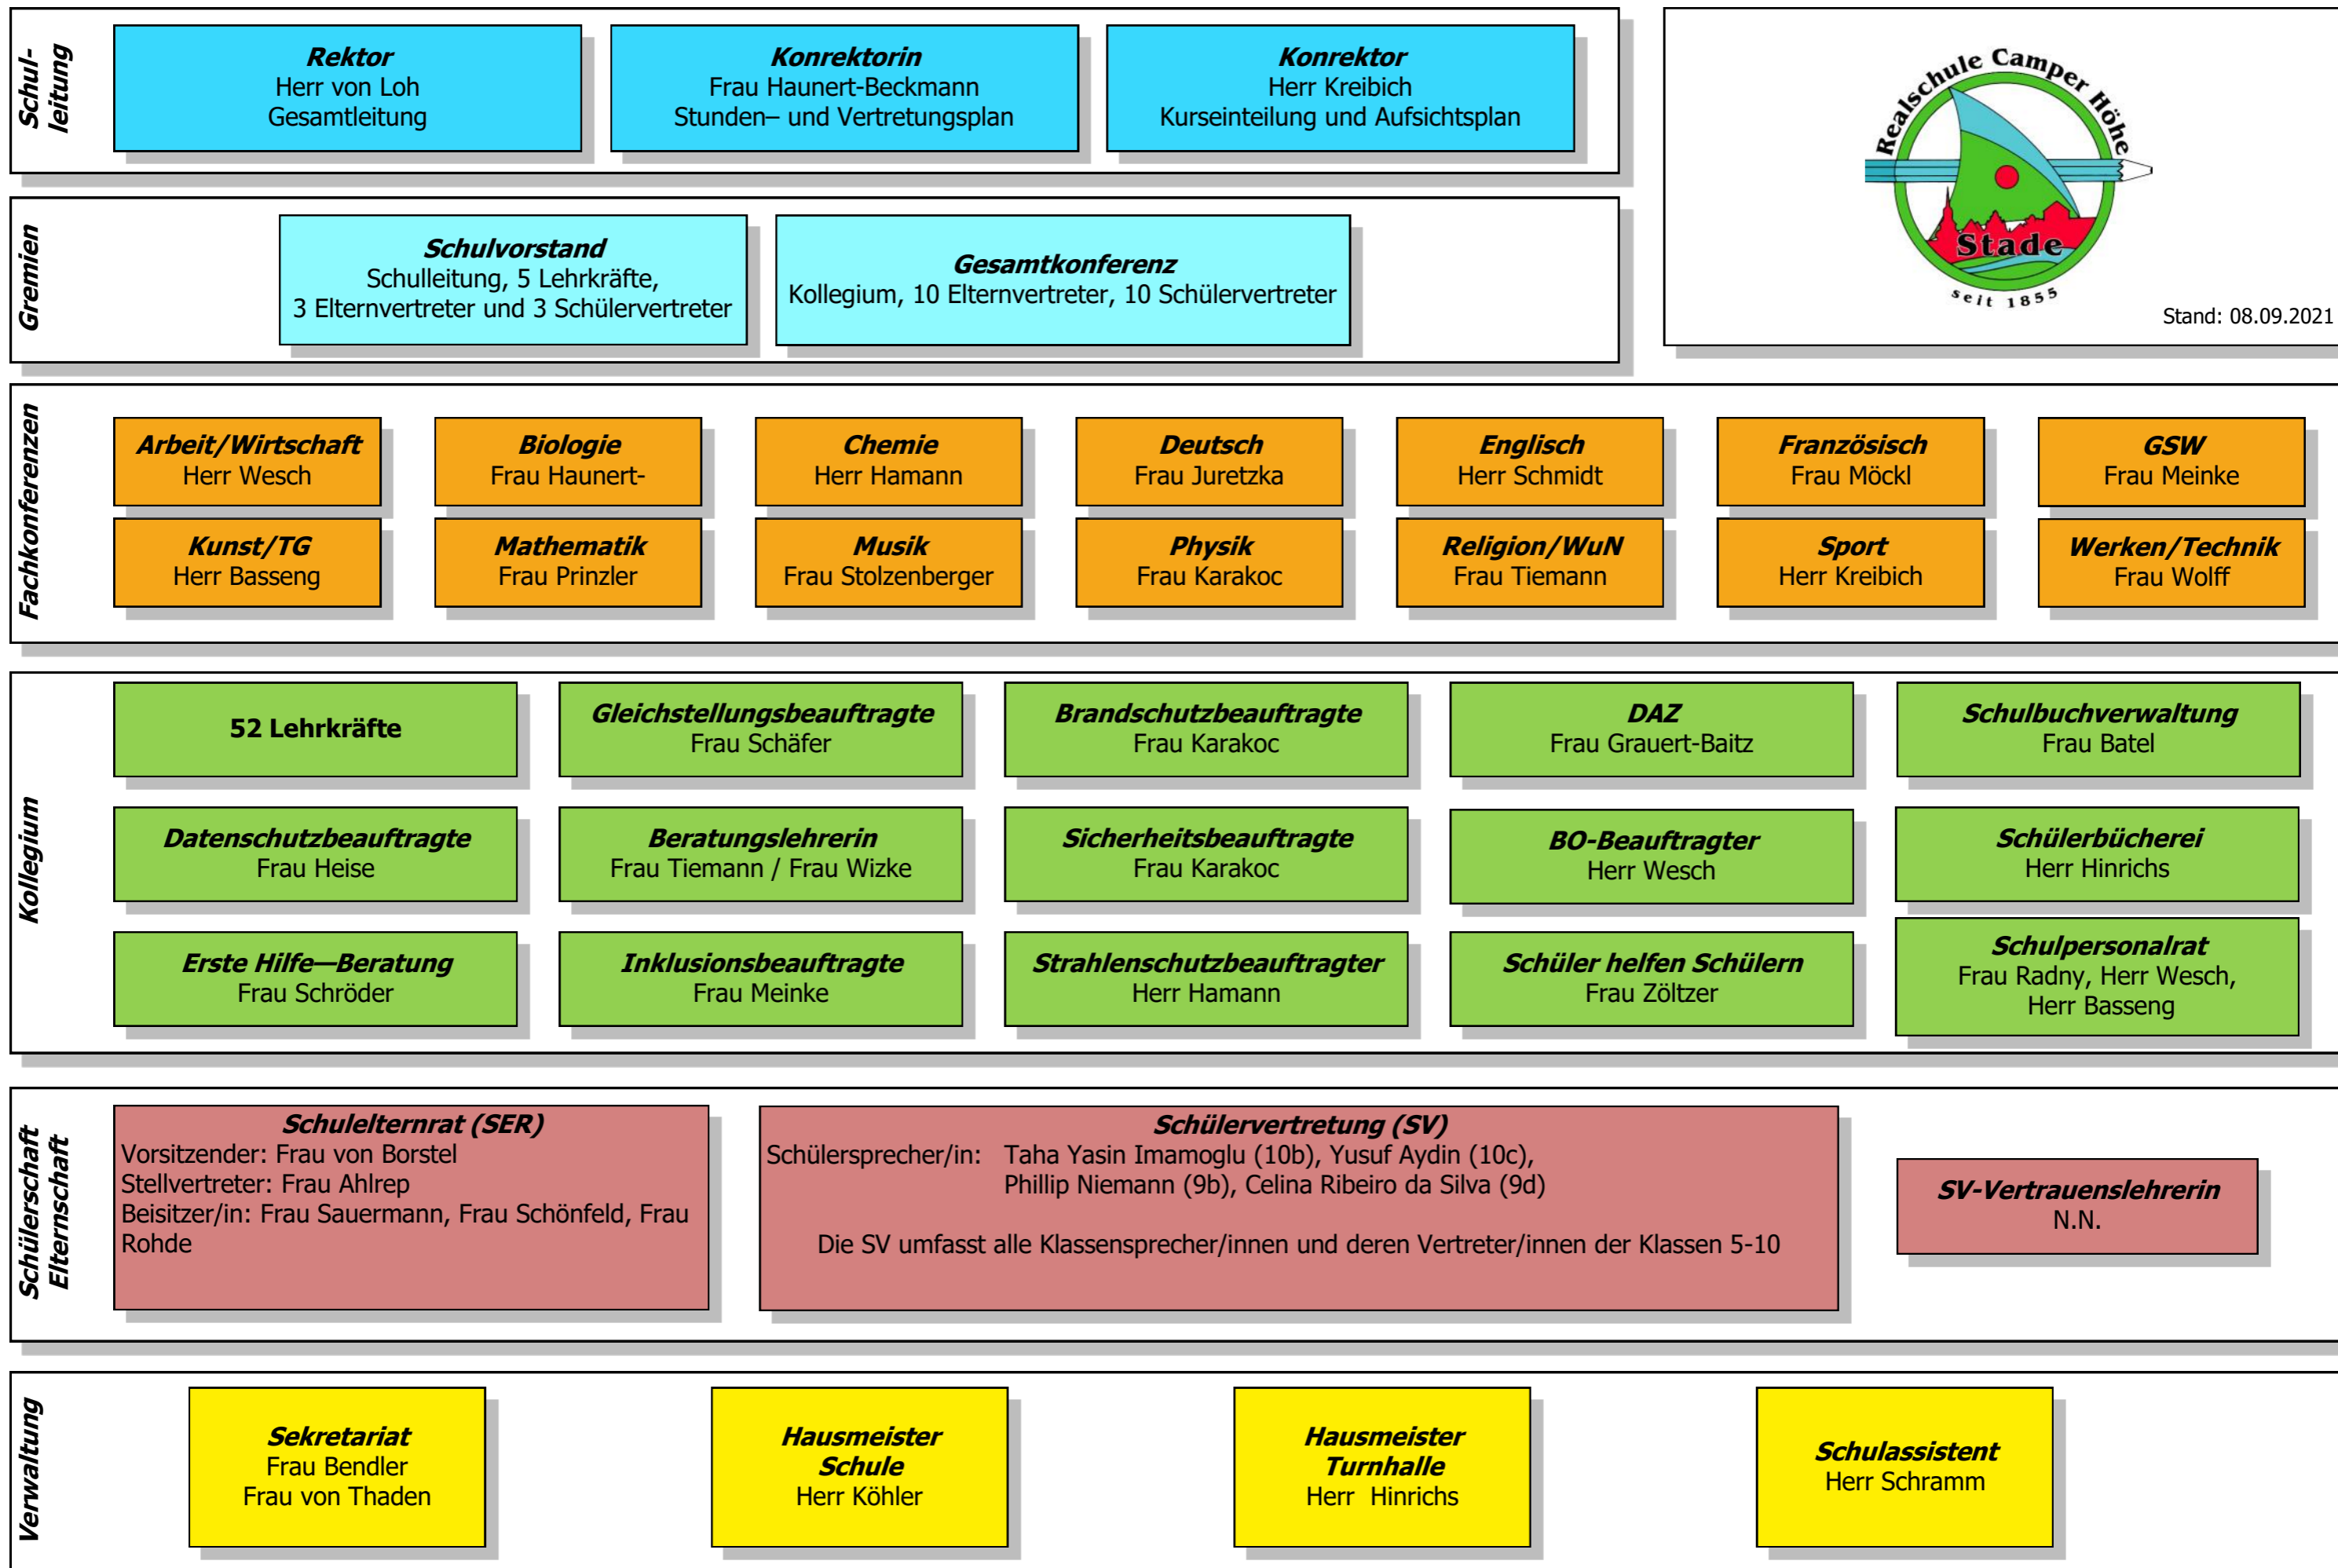 Schul-
leitung
Rektor
Herr von Loh
Gesamtleitung
Konrektorin
Frau Haunert-Beckmann
Stunden– und Vertretungsplan
Konrektor
Herr Kreibich
Kurseinteilung und Aufsichtsplan
Realschule Camper Höhe
Stade
seit 1855
Stand: 08.09.2021
Gremien
Schulvorstand
Schulleitung, 5 Lehrkräfte,
3 Elternvertreter und 3 Schülervertreter
Gesamtkonferenz
Kollegium, 10 Elternvertreter, 10 Schülervertreter
Fachkonferenzen
Arbeit/Wirtschaft
Herr Wesch
Biologie
Frau Haunert-
Chemie
Herr Hamann
Deutsch
Frau Juretzka
Englisch
Herr Schmidt
Französisch
Frau Möckl
GSW
Frau Meinke
Kunst/TG
Herr Basseng
Mathematik
Frau Prinzler
Musik
Frau Stolzenberger
Physik
Frau Karakoc
Religion/WuN
Frau Tiemann
Sport
Herr Kreibich
Werken/Technik
Frau Wolff
Kollegium
52 Lehrkräfte
Gleichstellungsbeauftragte
Frau Schäfer
Brandschutzbeauftragte
Frau Karakoc
DAZ
Frau Grauert-Baitz
Schulbuchverwaltung
Frau Batel
Datenschutzbeauftragte
Frau Heise
Beratungslehrerin
Frau Tiemann / Frau Wizke
Sicherheitsbeauftragte
Frau Karakoc
BO-Beauftragter
Herr Wesch
Schülerbücherei
Herr Hinrichs
Erste Hilfe—Beratung
Frau Schröder
Inklusionsbeauftragte
Frau Meinke
Strahlenschutzbeauftragter
Herr Hamann
Schüler helfen Schülern
Frau Zöltzer
Schulpersonalrat
Frau Radny, Herr Wesch,
Herr Basseng
Schülerschaft
Elternschaft
Schulelternrat (SER)
Vorsitzender: Frau von Borstel
Stellvertreter: Frau Ahlrep
Beisitzer/in: Frau Sauermann, Frau Schönfeld, Frau
Rohde
Schülervertretung (SV)
Schülersprecher/in: Taha Yasin Imamoglu (10b), Yusuf Aydin (10c),
Phillip Niemann (9b), Celina Ribeiro da Silva (9d)
Die SV umfasst alle Klassensprecher/innen und deren Vertreter/innen der Klassen 5-10
SV-Vertrauenslehrerin
N.N.
Verwaltung
Sekretariat
Frau Bendler
Frau von Thaden
Hausmeister
Schule
Herr Köhler
Hausmeister
Turnhalle
Herr Hinrichs
Schulassistent
Herr Schramm